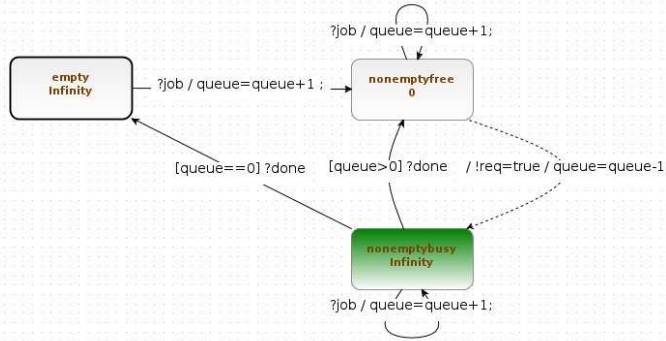 ?job / queue=queue+1;
empty
Infinity
?job / queue=queue+1 ;
nonemptyfree
0
[queue==0] ?done
[queue>0] ?done
/ !req=true / queue=queue-1
nonemptybusy
Infinity
?job / queue=queue+1;